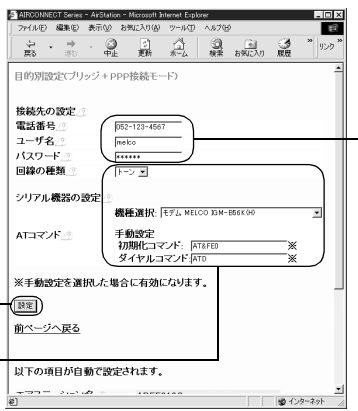 AIRCONNECT Series - AirStation - Microsoft Internet Explorer
ファイル(F) 編集(E) 表示(V) お気に入り(A) ツール(T) ヘルプ(H)
戻る 進む 中止 更新 ホーム 検索 お気に入り 履歴 » リンク »
目的別設定(ブリッジ+PPP接続モード)
接続先の設定 ?
電話番号 ? 052-123-4567
ユーザ名 ? melco
パスワード ? ******
回線の種類 ? トーン
シリアル機器の設定 ?
機種選択: モデム MELCO IGM-B56K(H)
ATコマンド ? 手動設定
初期化コマンド: AT&FE0 ※
ダイヤルコマンド: ATD ※
※手動設定を選択した場合に有効になります。
設定
前ページへ戻る
以下の項目が自動で設定されます。
インターネット